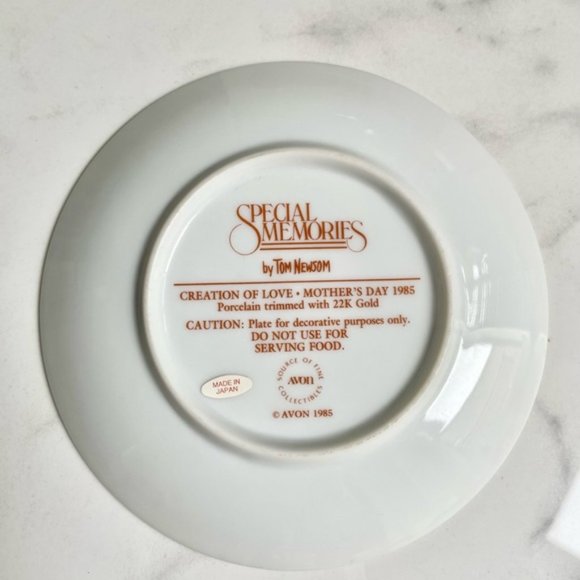 SPECIAL
MEMORIES
by TOM NEWSOM
CREATION OF LOVE • MOTHER'S DAY 1985
Porcelain trimmed with 22K Gold
CAUTION: Plate for decorative purposes only.
DO NOT USE FOR
SERVING FOOD.
MADE IN
JAPAN
SOURCE OF FINE
AVON
COLLECTIBLES
© AVON 1985